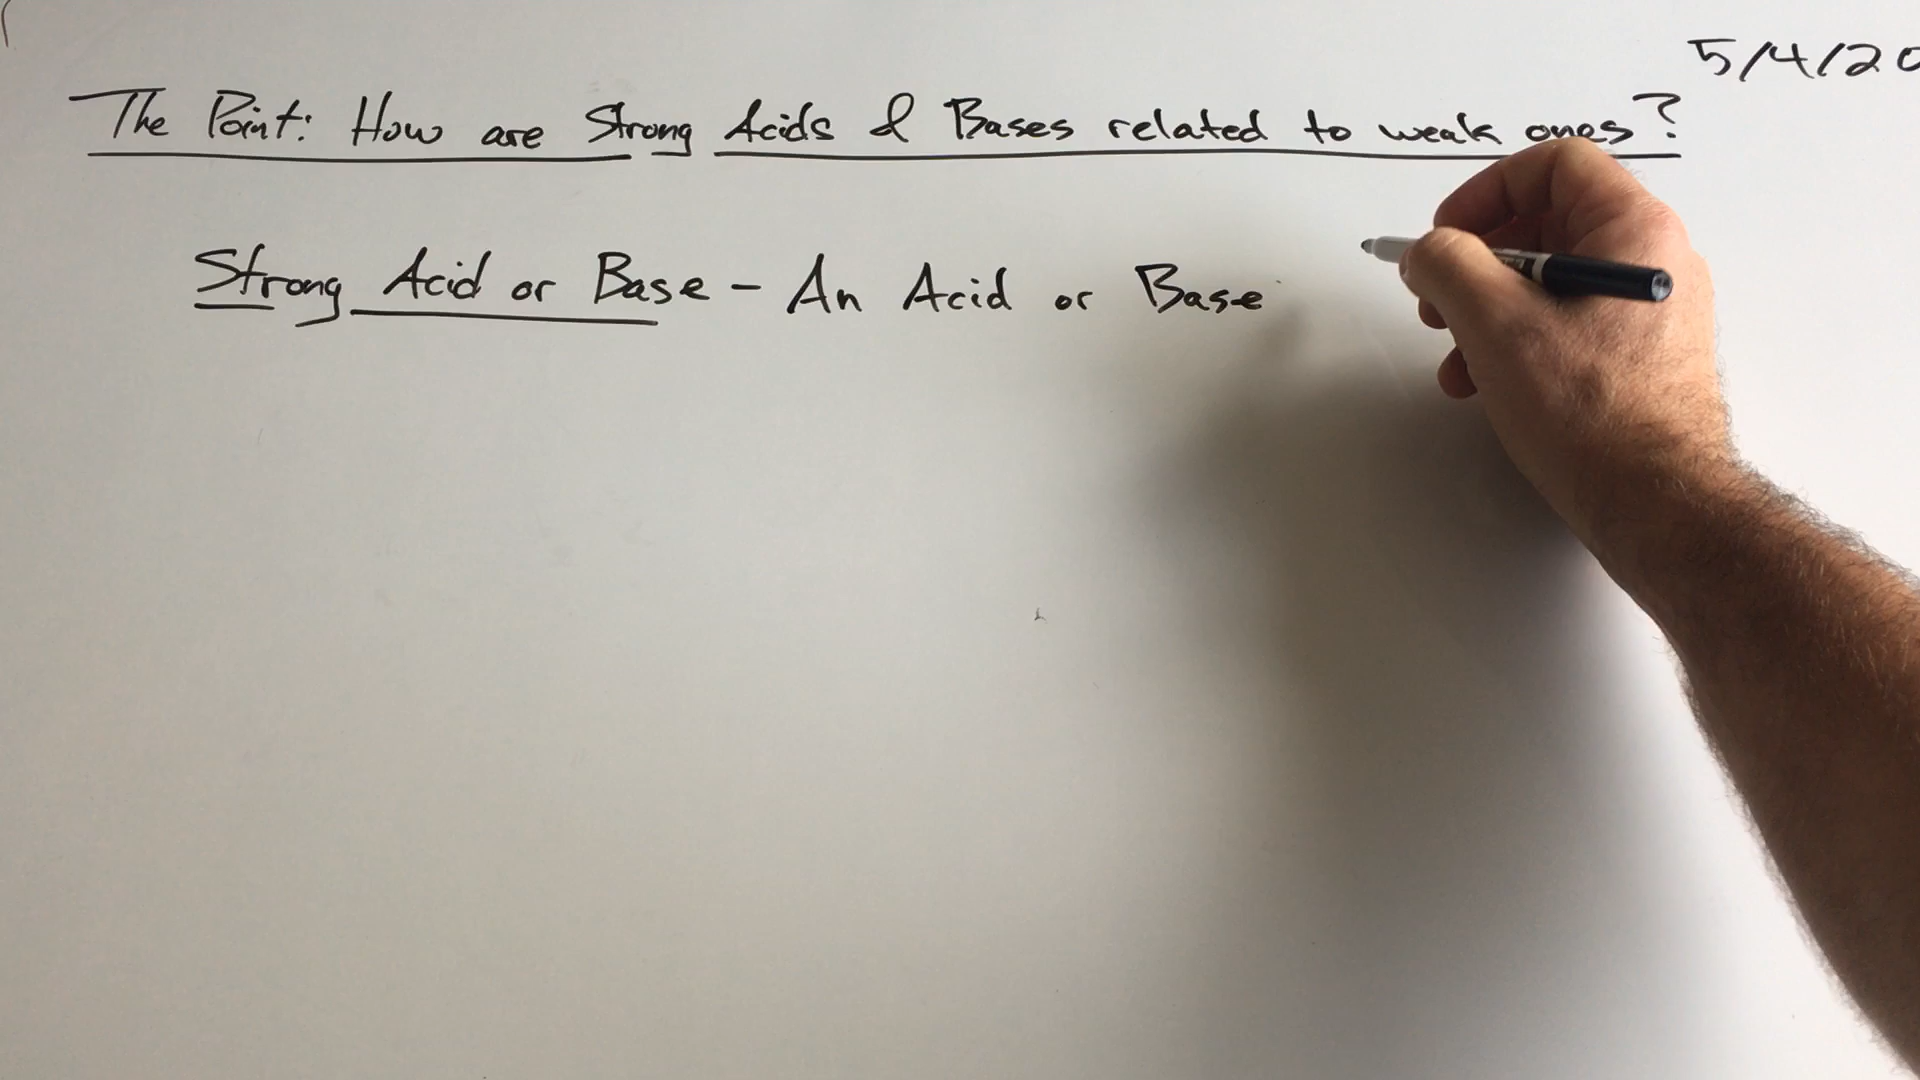 5/4/20
The Point: How are Strong Acids & Bases related to weak ones?
Strong Acid or Base - An Acid or Base